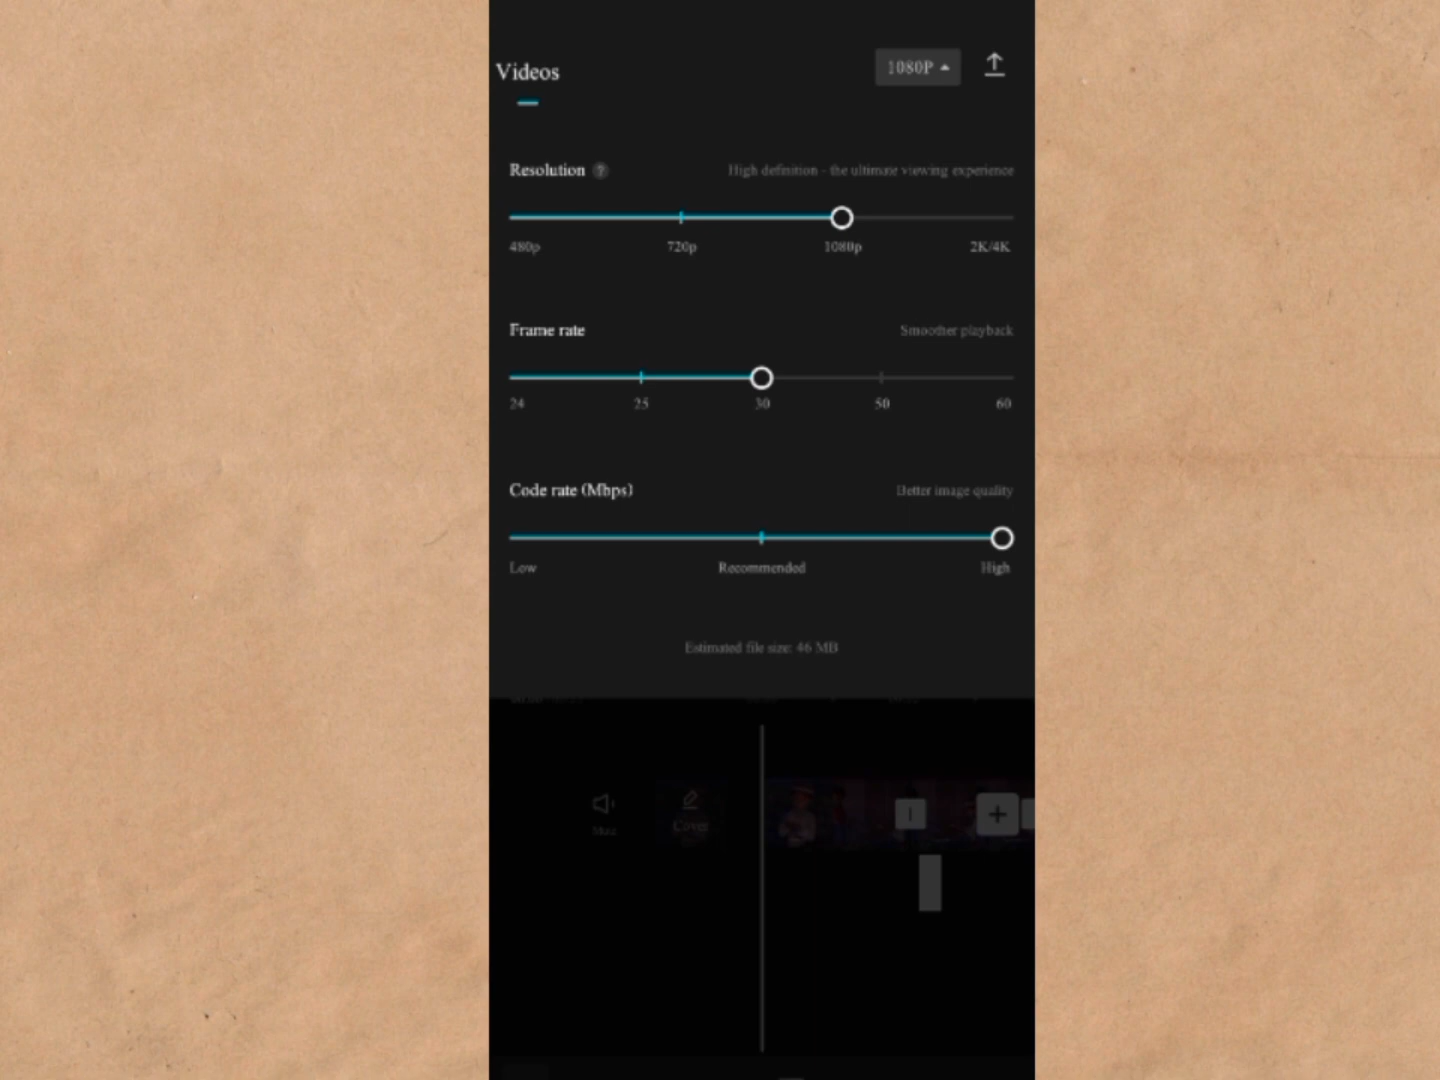 Videos
1080P
Resolution ?
High definition - the ultimate viewing experience
480p 720p 1080p 2K/4K
Frame rate
Smoother playback
24 25 30 50 60
Code rate (Mbps)
Better image quality
Low Recommended High
Estimated file size: 46 MB
Cover